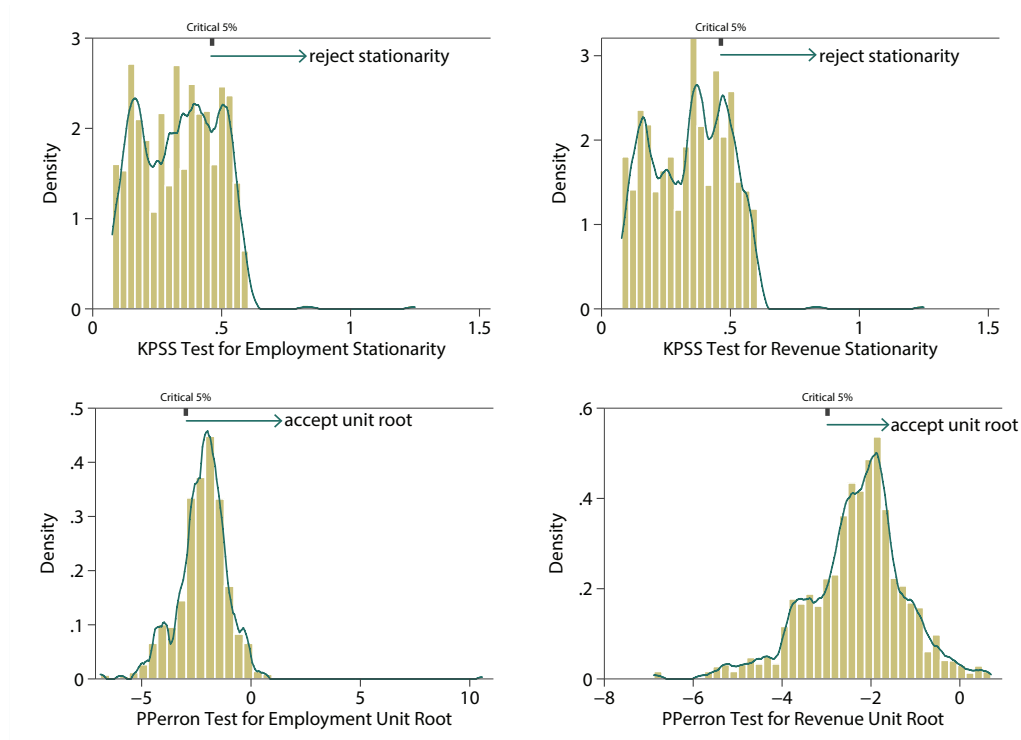 Critical 5%
reject stationarity
3
2
1
0
Density
0
.5
1
1.5
KPSS Test for Employment Stationarity
Critical 5%
reject stationarity
3
2
1
0
Density
0
.5
1
1.5
KPSS Test for Revenue Stationarity
Critical 5%
accept unit root
.5
.4
.3
.2
.1
0
Density
−5
0
5
10
PPerron Test for Employment Unit Root
Critical 5%
accept unit root
.6
.4
.2
0
Density
−8
−6
−4
−2
0
PPerron Test for Revenue Unit Root